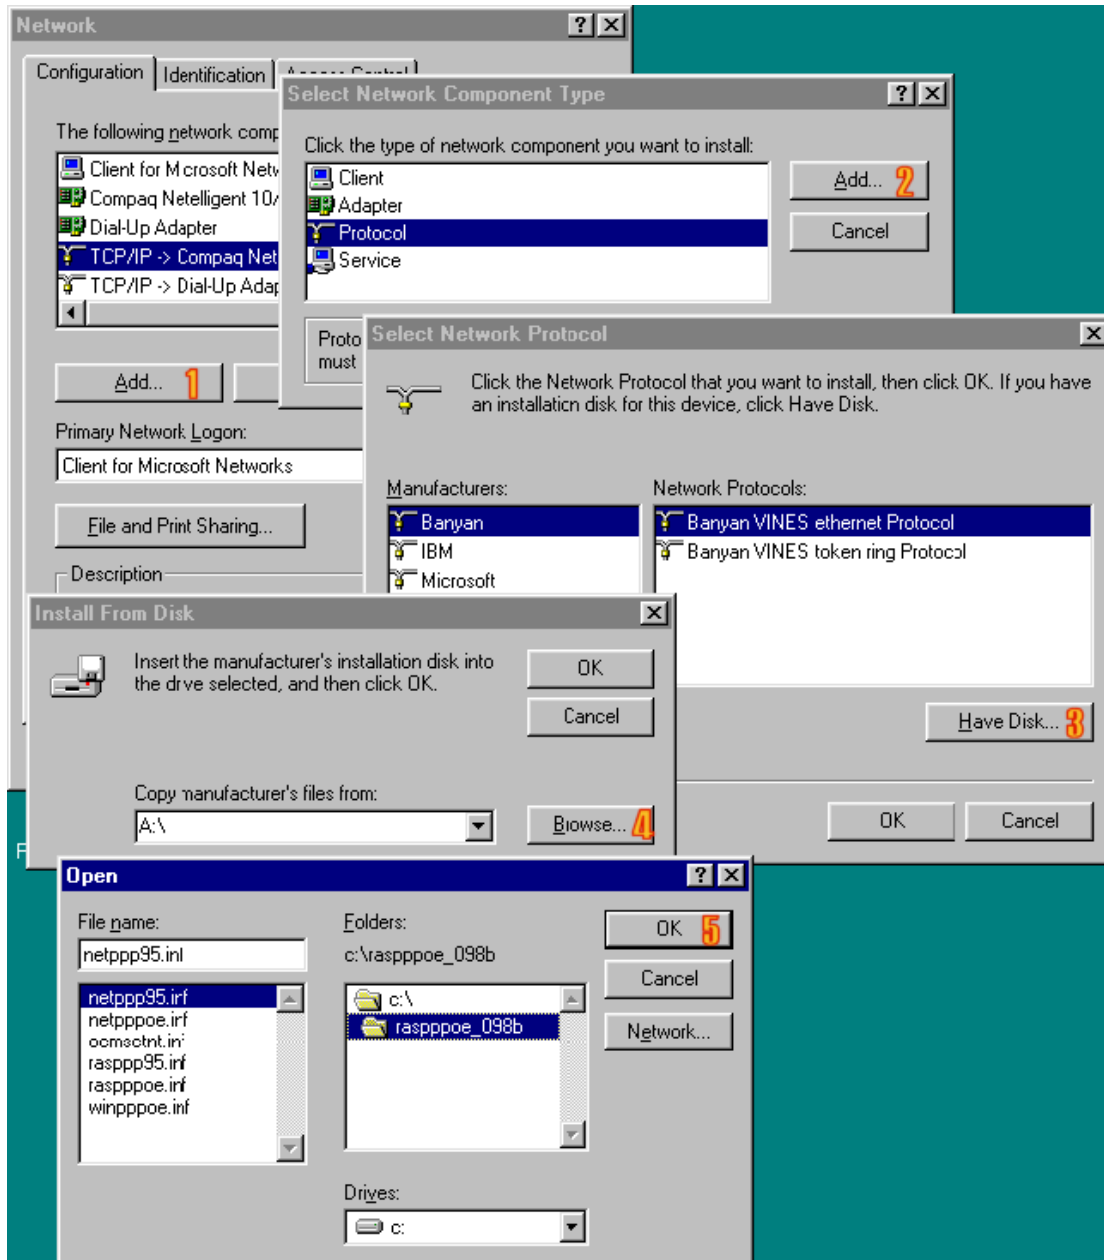 Network
Configuration
Identification
Access Control
The following network comp
Client for Microsoft Netw
Compaq Netelligent 10/
Dial-Up Adapter
TCP/IP -> Compaq Net
TCP/IP -> Dial-Up Adap
Add... 1
Primary Network Logon:
Client for Microsoft Networks
File and Print Sharing...
Description
Select Network Component Type
Click the type of network component you want to install:
Client
Adapter
Protocol
Service
Add... 2
Cancel
Proto
must
Select Network Protocol
Click the Network Protocol that you want to install, then click OK. If you have
an installation disk for this device, click Have Disk.
Manufacturers:
Banyan
IBM
Microsoft
Network Protocols:
Banyan VINES ethernet Protocol
Banyan VINES token ring Protocol
Have Disk... 3
OK
Cancel
Install From Disk
Insert the manufacturer's installation disk into
the drive selected, and then click OK.
OK
Cancel
Copy manufacturer's files from:
A:\
Browse... 4
Open
File name:
netppp95.inf
netppp95.inf
netpppoe.inf
rasppp95.inf
raspppoe.inf
winpppoe.inf
Folders:
c:\raspppoe_098b
c:\
raspppoe_098b
Drives:
c:
OK 5
Cancel
Network...